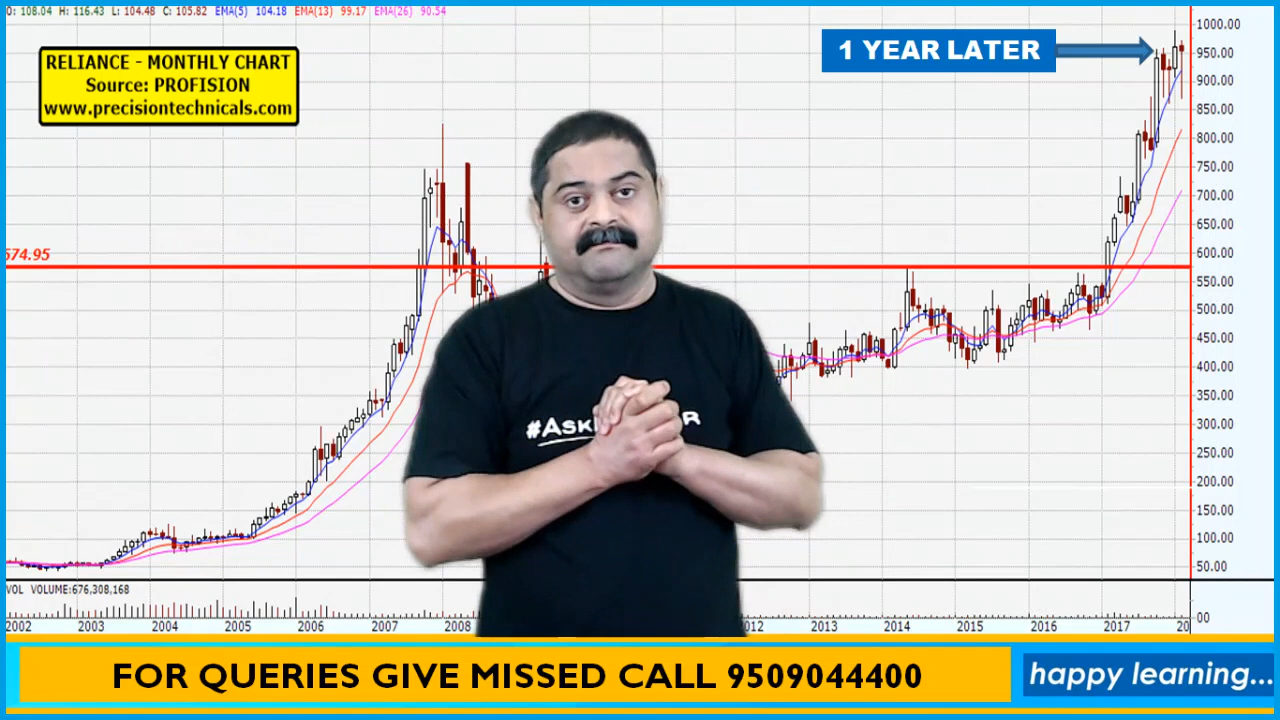 O: 108.04 H: 116.43 L: 104.48 C: 105.82 EMA(5) 104.18 EMA(13) 99.17 EMA(26) 90.54
RELIANCE - MONTHLY CHART
Source: PROFISION
www.precisiontechnicals.com
1 YEAR LATER
1000.00
950.00
900.00
850.00
800.00
750.00
700.00
650.00
600.00
550.00
500.00
450.00
400.00
350.00
300.00
250.00
200.00
150.00
100.00
50.00
574.95
#ASK
R
VOL VOLUME:676,308,168
00
2002 2003 2004 2005 2006 2007 2008 2012 2013 2014 2015 2016 2017 20
FOR QUERIES GIVE MISSED CALL 9509044400
happy learning...